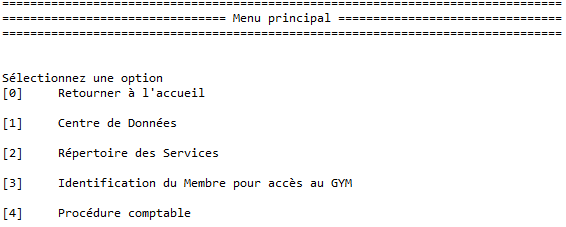 ================================================================================
================================ Menu principal ================================
================================================================================
Sélectionnez une option
[0]     Retourner à l'accueil
[1]     Centre de Données
[2]     Répertoire des Services
[3]     Identification du Membre pour accès au GYM
[4]     Procédure comptable